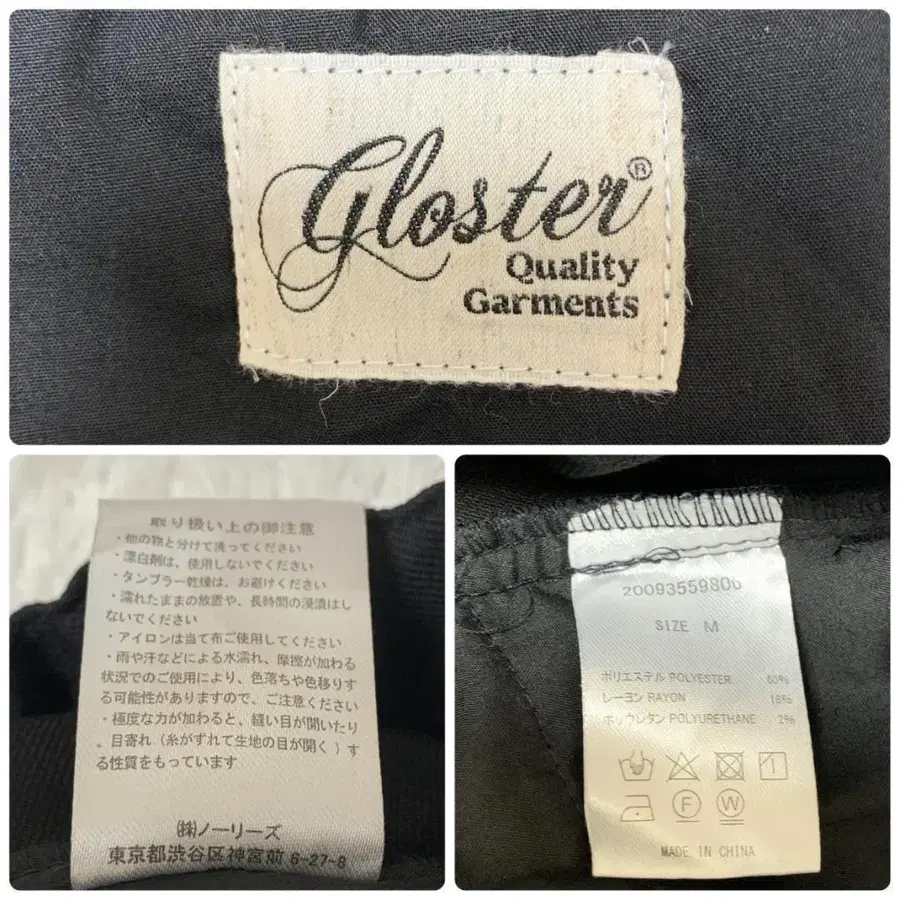 Gloster®
Quality
Garments
取り扱い上の御注意
・他の物と分けて洗ってください
・漂白剤は、使用しないでください
・タンブラー乾燥は、お避けください
・濡れたままの放置や、長時間の浸漬はし
ないでください
・アイロンは当て布ご使用してください
・雨や汗などによる水濡れ、摩擦が加わる
状況でのご使用により、色落ちや色移りす
る可能性がありますので、ご注意ください
・極度な力が加わると、縫い目が開いたり
、目寄れ(糸がずれて生地の目が開く)す
る性質をもっています
㈱ノーリーズ
東京都渋谷区神宮前 6-27-8
SIZE M
ポリエステル POLYESTER 80%
レーヨン RAYON 18%
ポッウレタン POLYURETHANE 2%
F W
MADE IN CHINA